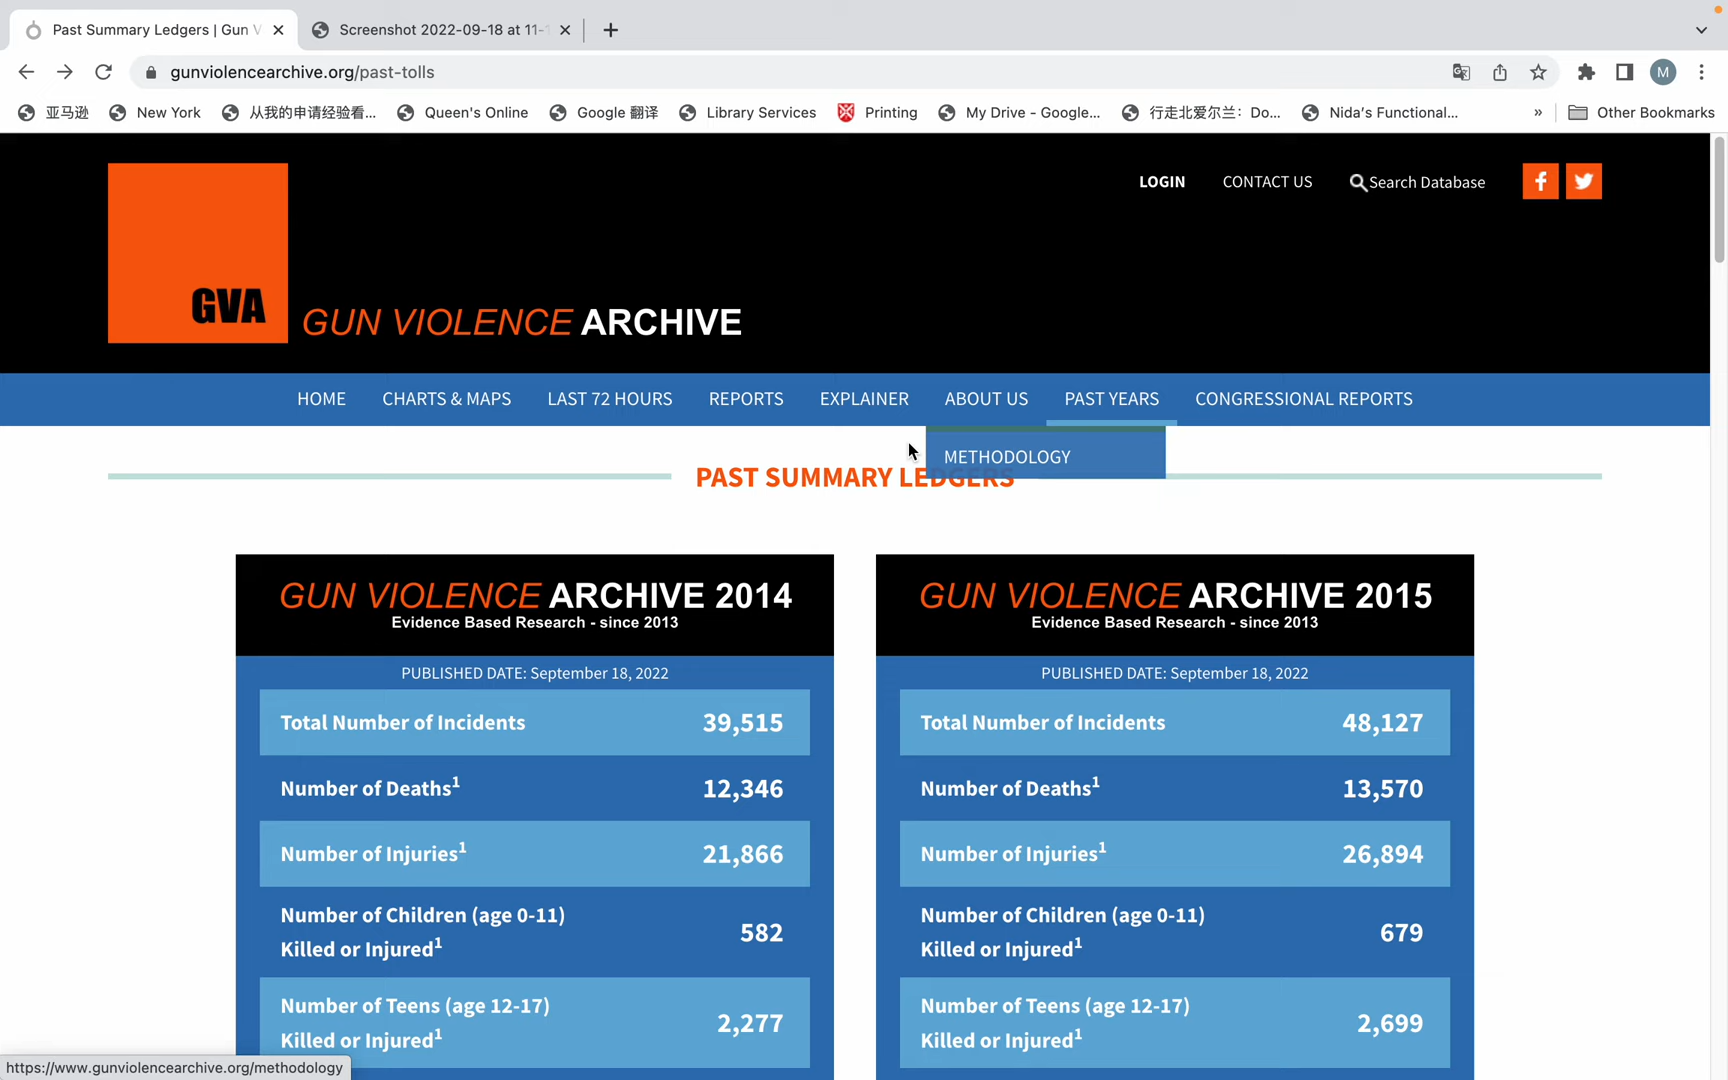 Past Summary Ledgers | Gun V
Screenshot 2022-09-18 at 11-1
gunviolencearchive.org/past-tolls
M
亚马逊
New York
从我的申请经验看...
Queen's Online
Google 翻译
Library Services
Printing
My Drive - Google...
行走北爱尔兰：Do...
Nida's Functional...
»
Other Bookmarks
LOGIN
CONTACT US
Search Database
GVA
GUN VIOLENCE ARCHIVE
HOME
CHARTS & MAPS
LAST 72 HOURS
REPORTS
EXPLAINER
ABOUT US
PAST YEARS
CONGRESSIONAL REPORTS
METHODOLOGY
PAST SUMMARY LEDGERS
GUN VIOLENCE ARCHIVE 2014
Evidence Based Research - since 2013
PUBLISHED DATE: September 18, 2022
Total Number of Incidents 39,515
Number of Deaths1 12,346
Number of Injuries1 21,866
Number of Children (age 0-11)
Killed or Injured1 582
Number of Teens (age 12-17)
Killed or Injured1 2,277
GUN VIOLENCE ARCHIVE 2015
Evidence Based Research - since 2013
PUBLISHED DATE: September 18, 2022
Total Number of Incidents 48,127
Number of Deaths1 13,570
Number of Injuries1 26,894
Number of Children (age 0-11)
Killed or Injured1 679
Number of Teens (age 12-17)
Killed or Injured1 2,699
https://www.gunviolencearchive.org/methodology